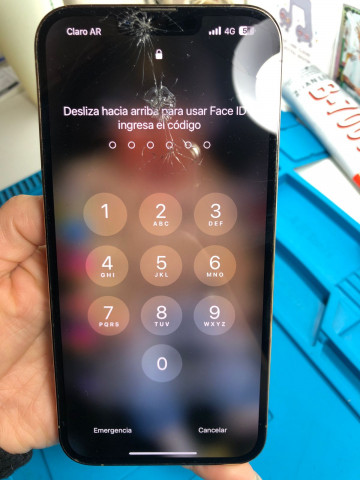 Claro AR
4G
Desliza hacia arriba para usar Face ID
ingresa el código
1
2
ABC
3
DEF
4
GHI
5
JKL
6
MNO
7
PQRS
8
TUV
9
WXYZ
0
Emergencia
Cancelar
B-7000